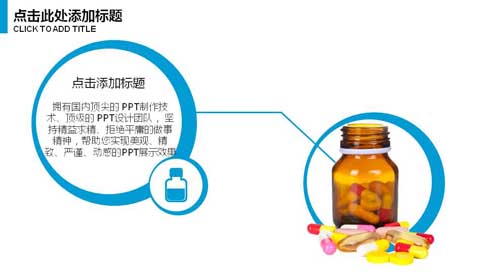 点击此处添加标题
CLICK TO ADD TITLE
点击添加标题
拥有国内顶尖的 PPT制作技
术、顶级的 PPT设计团队，坚
持精益求精、拒绝平庸的做事
精神，帮助您实现美观、精
致、严谨、动感的PPT展示效果